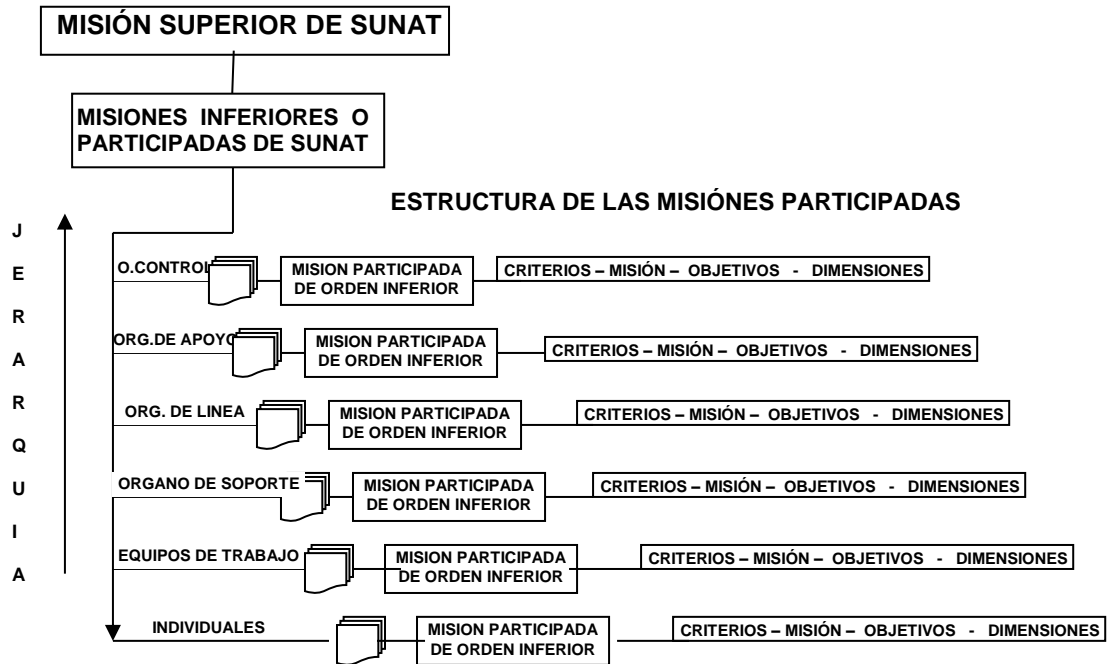 MISIÓN SUPERIOR DE SUNAT
MISIONES INFERIORES O
PARTICIPADAS DE SUNAT
ESTRUCTURA DE LAS MISIÓNES PARTICIPADAS
J
E
R
A
R
Q
U
I
A
O.CONTROL
MISION PARTICIPADA
DE ORDEN INFERIOR
CRITERIOS – MISIÓN – OBJETIVOS - DIMENSIONES
ORG.DE APOYO
MISION PARTICIPADA
DE ORDEN INFERIOR
CRITERIOS – MISIÓN – OBJETIVOS - DIMENSIONES
ORG. DE LINEA
MISION PARTICIPADA
DE ORDEN INFERIOR
CRITERIOS – MISIÓN – OBJETIVOS - DIMENSIONES
ORGANO DE SOPORTE
MISION PARTICIPADA
DE ORDEN INFERIOR
CRITERIOS – MISIÓN – OBJETIVOS - DIMENSIONES
EQUIPOS DE TRABAJO
MISION PARTICIPADA
DE ORDEN INFERIOR
CRITERIOS – MISIÓN – OBJETIVOS - DIMENSIONES
INDIVIDUALES
MISION PARTICIPADA
DE ORDEN INFERIOR
CRITERIOS – MISIÓN – OBJETIVOS - DIMENSIONES